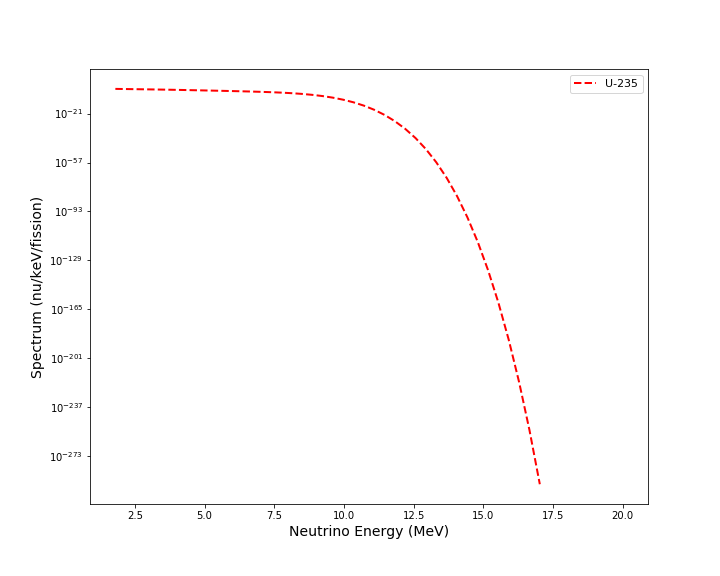 U-235
Spectrum (nu/keV/fission)
10⁻²¹
10⁻⁵⁷
10⁻⁹³
10⁻¹²⁹
10⁻¹⁶⁵
10⁻²⁰¹
10⁻²³⁷
10⁻²⁷³
2.5 5.0 7.5 10.0 12.5 15.0 17.5 20.0
Neutrino Energy (MeV)